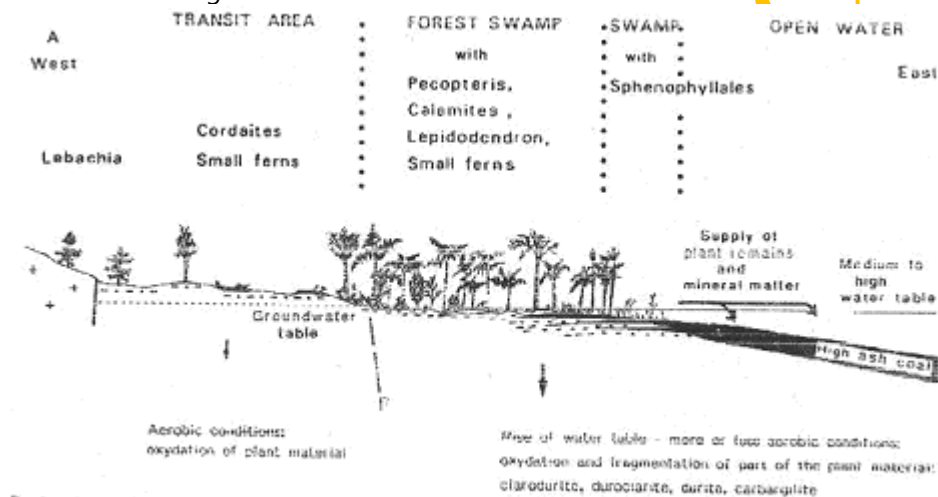 TRANSIT AREA
FOREST SWAMP
SWAMP
OPEN WATER
A
West
with
with
East
Pecopteris,
Sphenophyllales
Calamites ,
Cordaites
Lepidodendron,
Lebachia
Small ferns
Small ferns
Supply of
plant remains
and
mineral matter
Medium to
high
water table
Groundwater
table
High ash coal
Aerobic conditions:
oxydation of plant material
Rise of water table - more or less aerobic conditions:
oxydation and fragmentation of part of the plant material:
clarodurite, duroclarite, durite, carbargilite